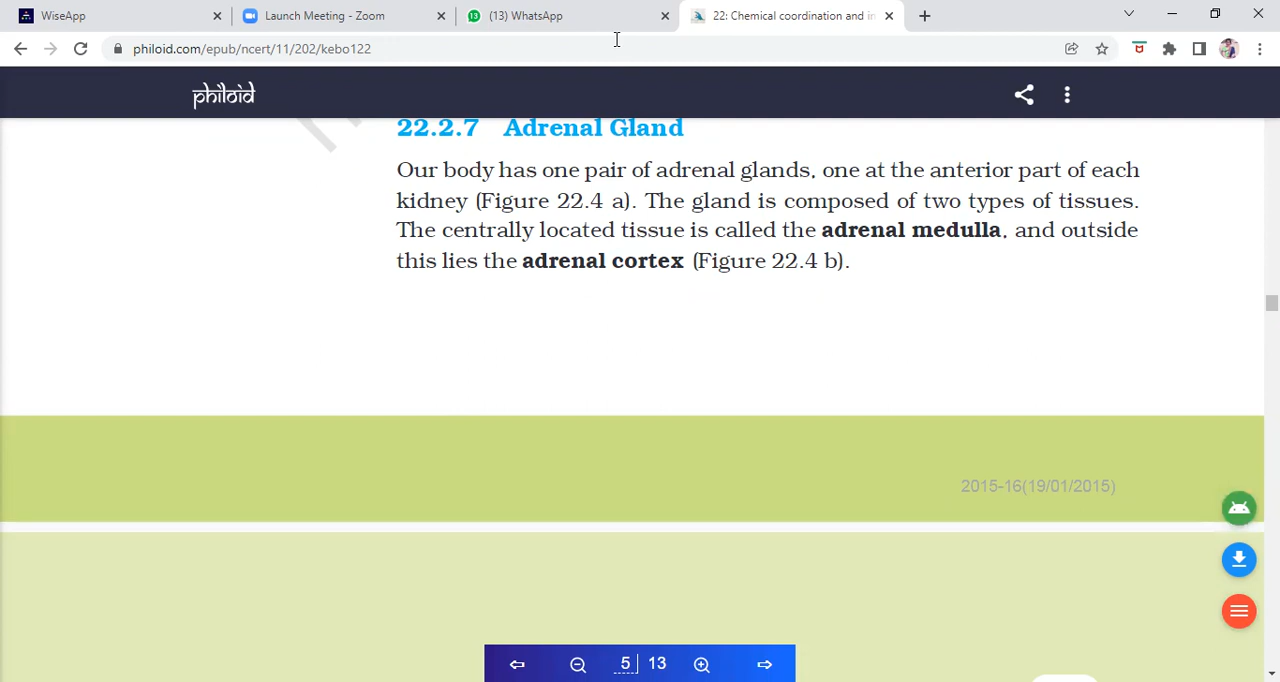 WiseApp
Launch Meeting - Zoom
(13) WhatsApp
22: Chemical coordination and in
philoid.com/epub/ncert/11/202/kebo122
philoid
22.2.7 Adrenal Gland
Our body has one pair of adrenal glands, one at the anterior part of each
kidney (Figure 22.4 a). The gland is composed of two types of tissues.
The centrally located tissue is called the adrenal medulla, and outside
this lies the adrenal cortex (Figure 22.4 b).
2015-16(19/01/2015)
5 13